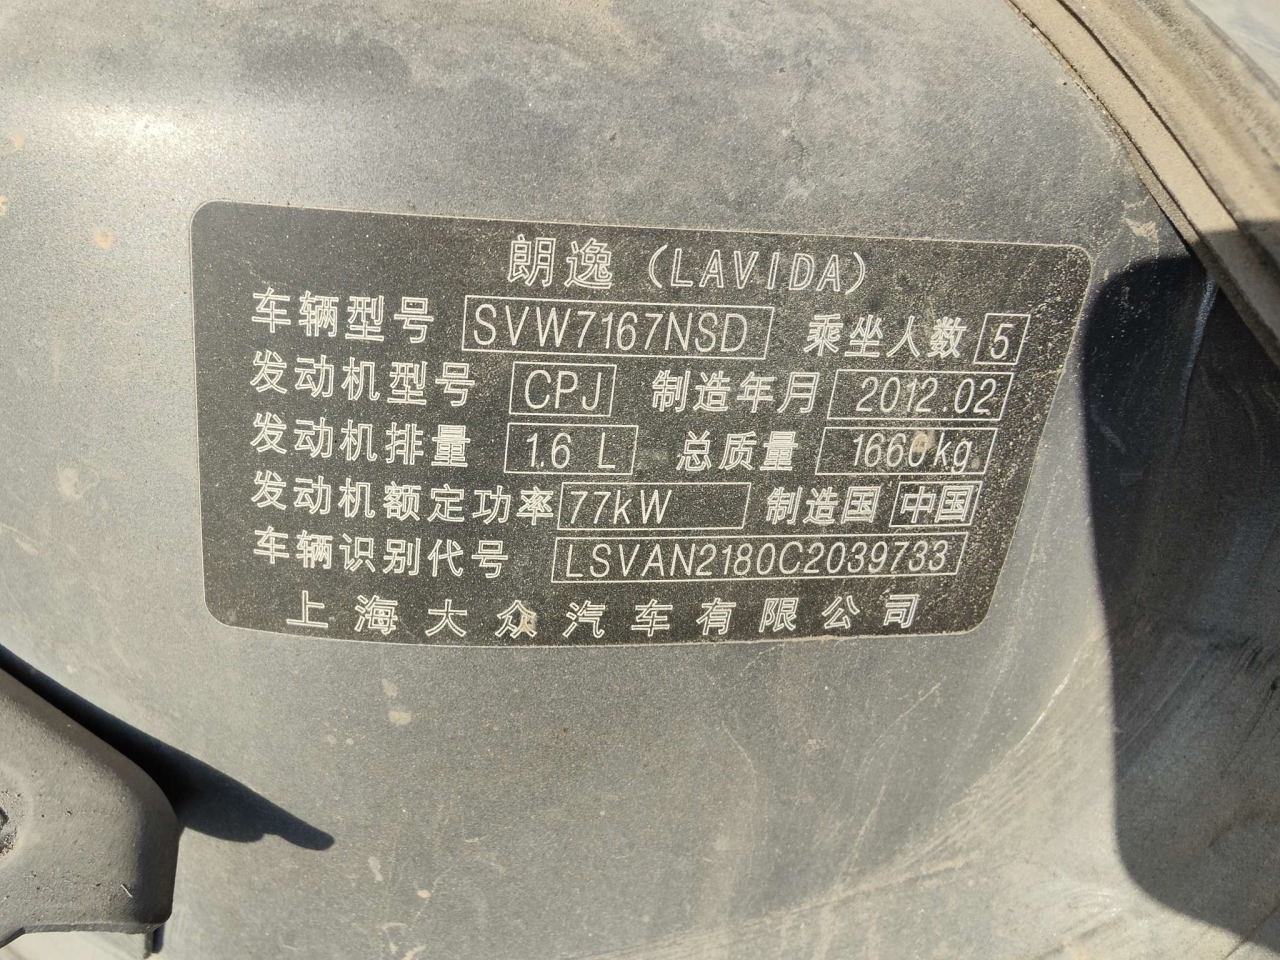 朗逸（LAVIDA）
车辆型号 SVW7167NSD 乘坐人数 5
发动机型号 CPJ 制造年月 2012.02
发动机排量 1.6 L 总质量 1660kg
发动机额定功率 77kW 制造国 中国
车辆识别代号 LSVAN2180C2039733
上海大众汽车有限公司